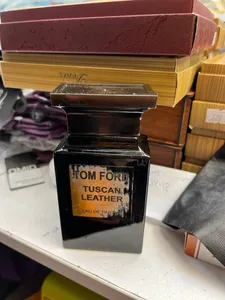 TOM FORD
TUSCAN
LEATHER
EAU DE PARFUM